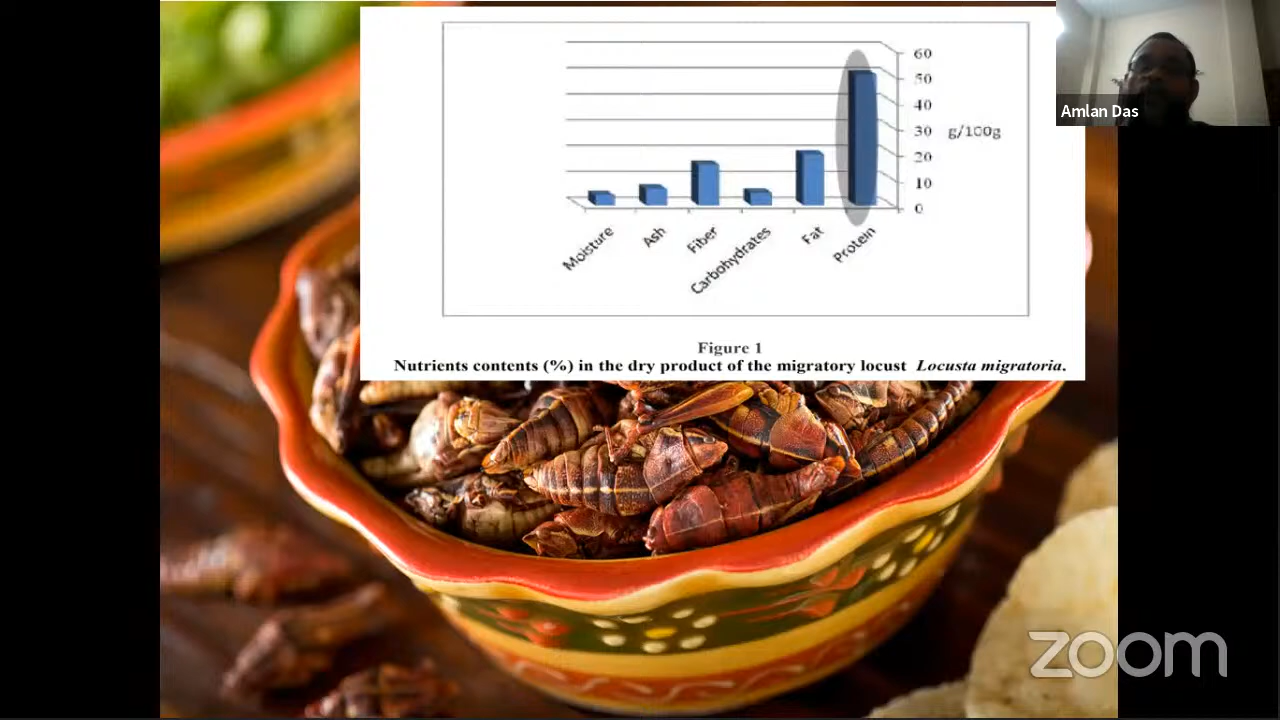 60
50
40
30
20
10
0
g/100g
Moisture
Ash
Fiber
Carbohydrates
Fat
Protein
Figure 1
Nutrients contents (%) in the dry product of the migratory locust Locusta migratoria.
Amlan Das
zoom